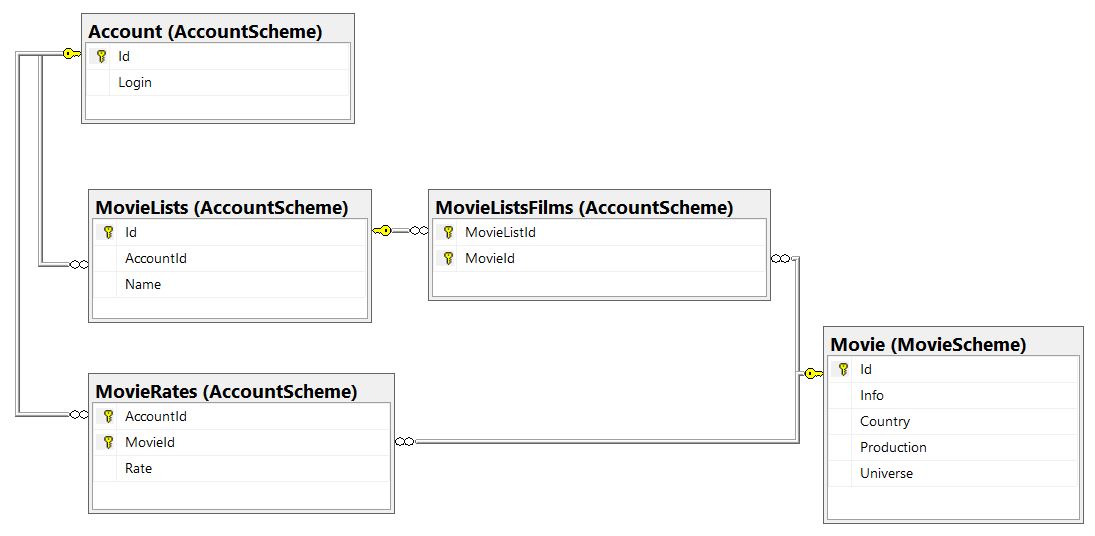 Account (AccountScheme)
Id
Login
MovieLists (AccountScheme)
Id
AccountId
Name
MovieListsFilms (AccountScheme)
MovieListId
MovieId
MovieRates (AccountScheme)
AccountId
MovieId
Rate
Movie (MovieScheme)
Id
Info
Country
Production
Universe